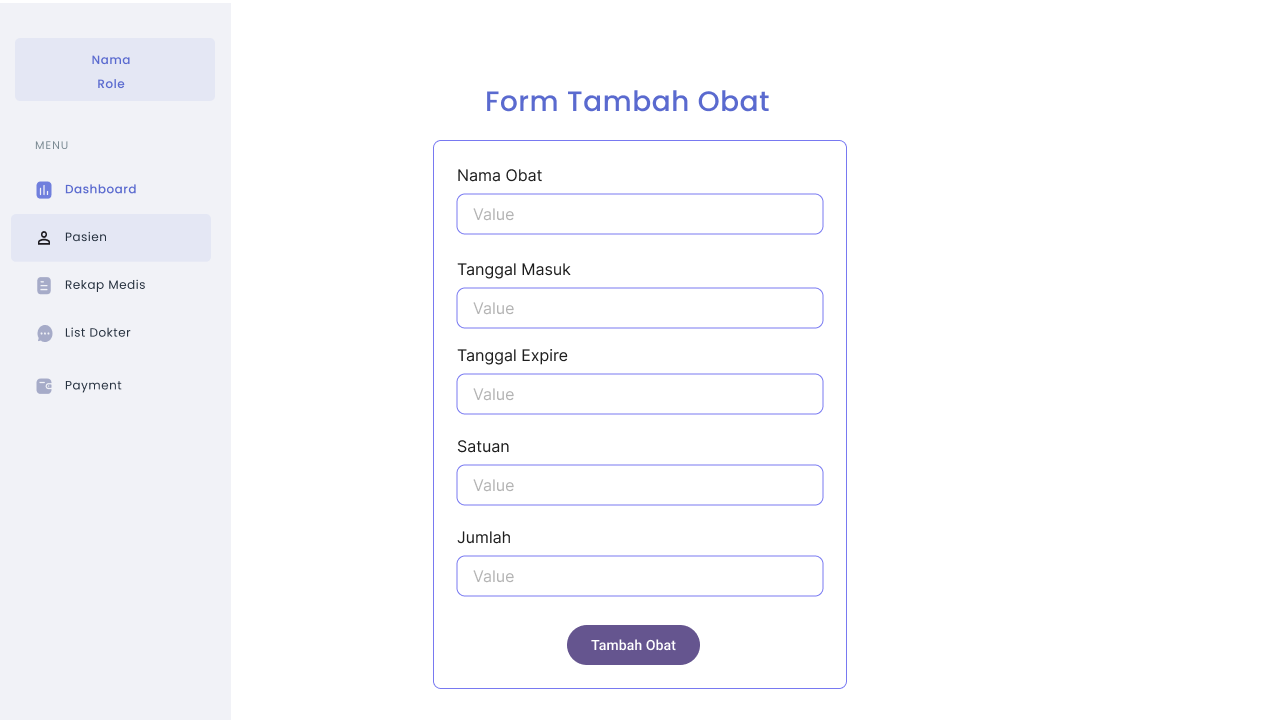 Nama
Role
MENU
Dashboard
Pasien
Rekap Medis
List Dokter
Payment
Form Tambah Obat
Nama Obat
Value
Tanggal Masuk
Value
Tanggal Expire
Value
Satuan
Value
Jumlah
Value
Tambah Obat